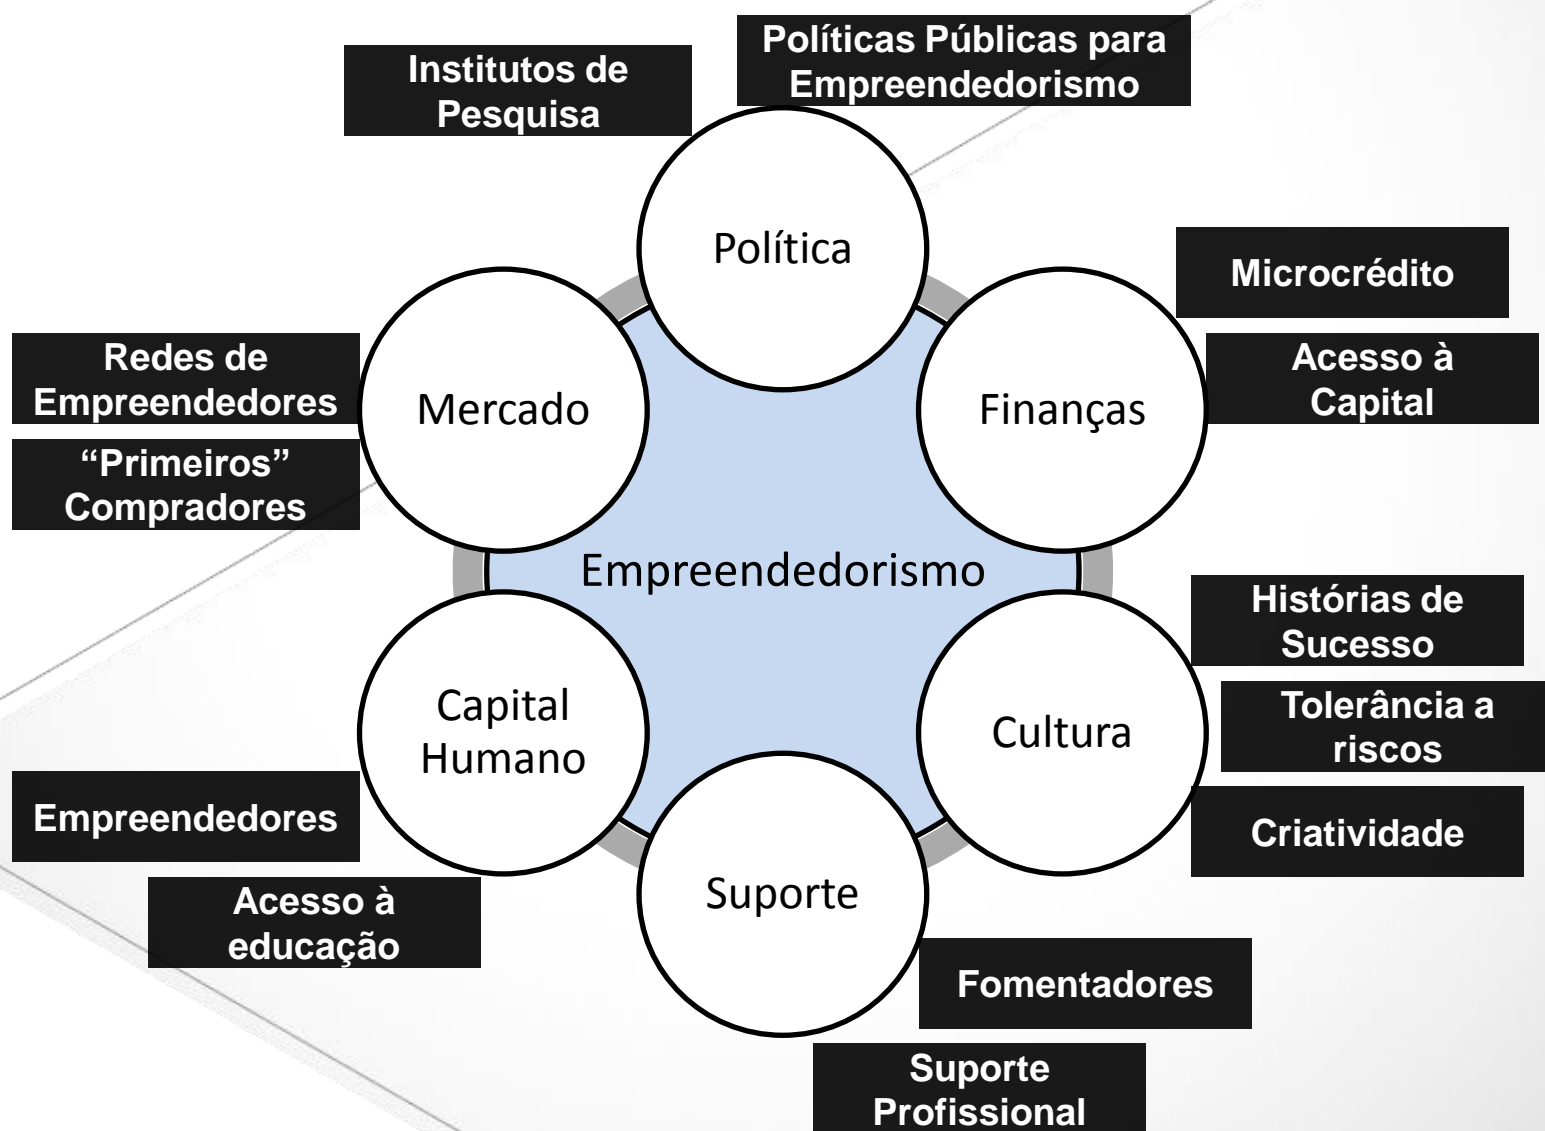 Políticas Públicas para
Empreendedorismo
Institutos de
Pesquisa
Política
Microcrédito
Redes de
Empreendedores
Mercado
Finanças
Acesso à
Capital
“Primeiros”
Compradores
Empreendedorismo
Histórias de
Sucesso
Capital
Humano
Cultura
Tolerância a
riscos
Empreendedores
Criatividade
Acesso à
educação
Suporte
Fomentadores
Suporte
Profissional